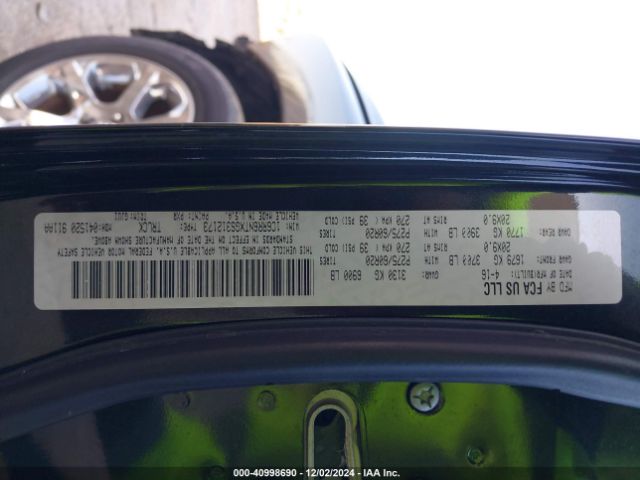 MFD BY FCA US LLC
DATE OF MFR(BUILT): 4-16 GVWR: 3130 KG 6900 LB
GAWR FRONT: 1679 KG 3700 LB WITH P275/60R20 TIRES
20X9.0 RIMS AT 270 KPA 39 PSI COLD
GAWR REAR: 1770 KG 3900 LB WITH P275/60R20 TIRES
20X9.0 RIMS AT 270 KPA 39 PSI COLD
THIS VEHICLE CONFORMS TO ALL APPLICABLE FEDERAL MOTOR VEHICLE SAFETY
STANDARDS IN EFFECT ON THE DATE OF MANUFACTURE SHOWN ABOVE.
TYPE: TRUCK
VEHICLE MADE IN U.S.A. PAINT: PXR
MDH: 041520 911AA
000-40998690 • 12/02/2024 - IAA Inc.